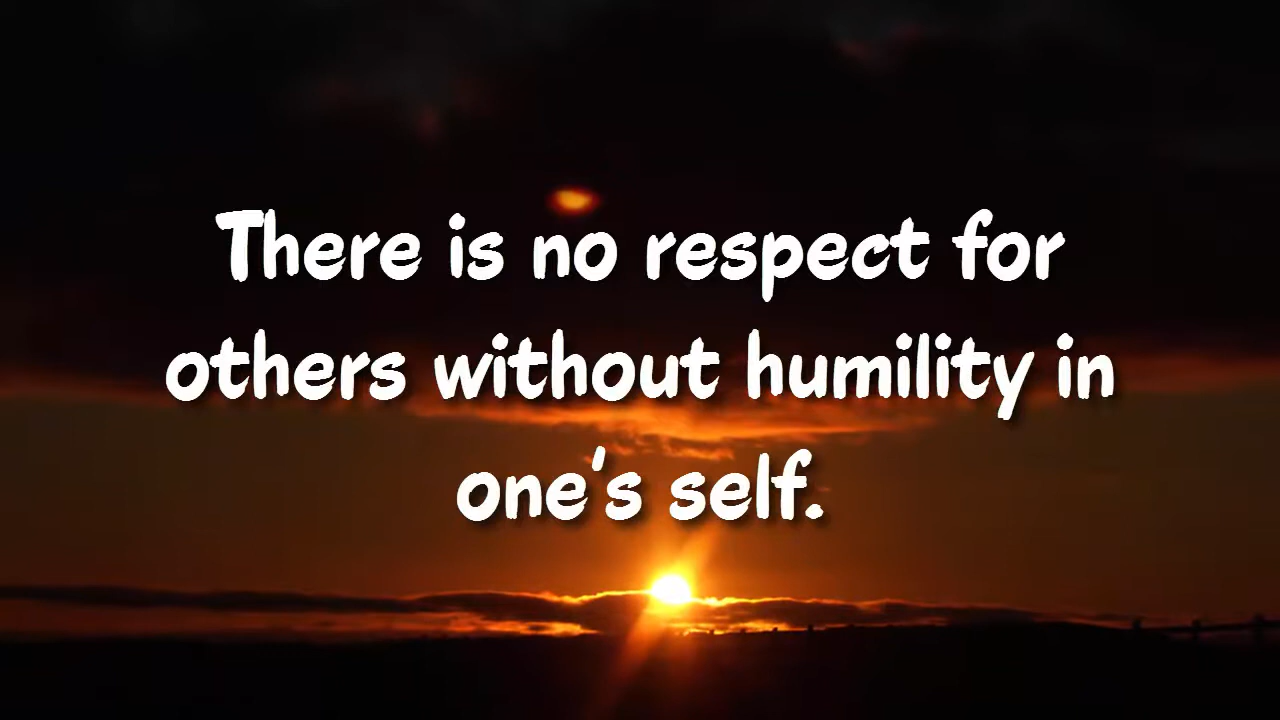 There is no respect for
others without humility in
one's self.